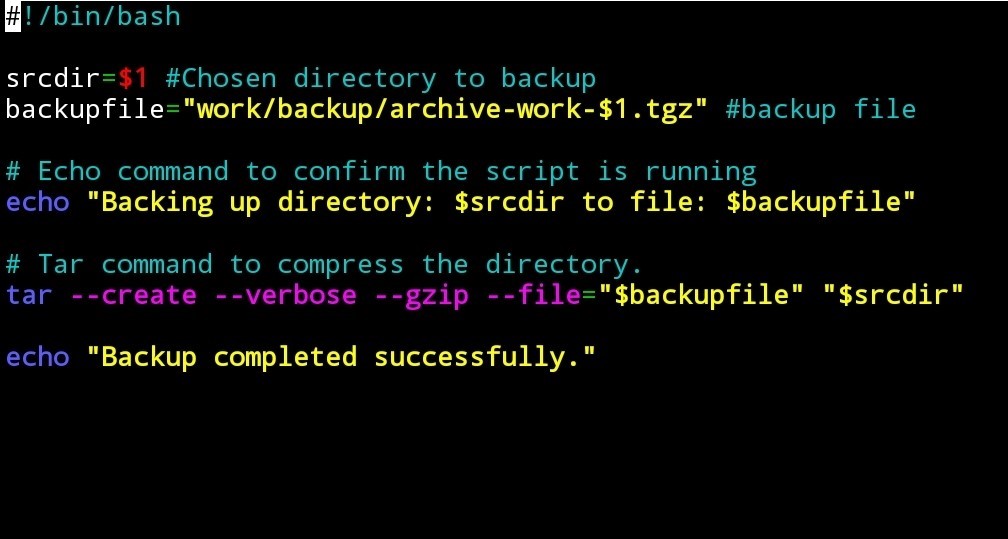 #!/bin/bash
srcdir=$1 #Chosen directory to backup
backupfile="work/backup/archive-work-$1.tgz" #backup file
# Echo command to confirm the script is running
echo "Backing up directory: $srcdir to file: $backupfile"
# Tar command to compress the directory.
tar --create --verbose --gzip --file="$backupfile" "$srcdir"
echo "Backup completed successfully."